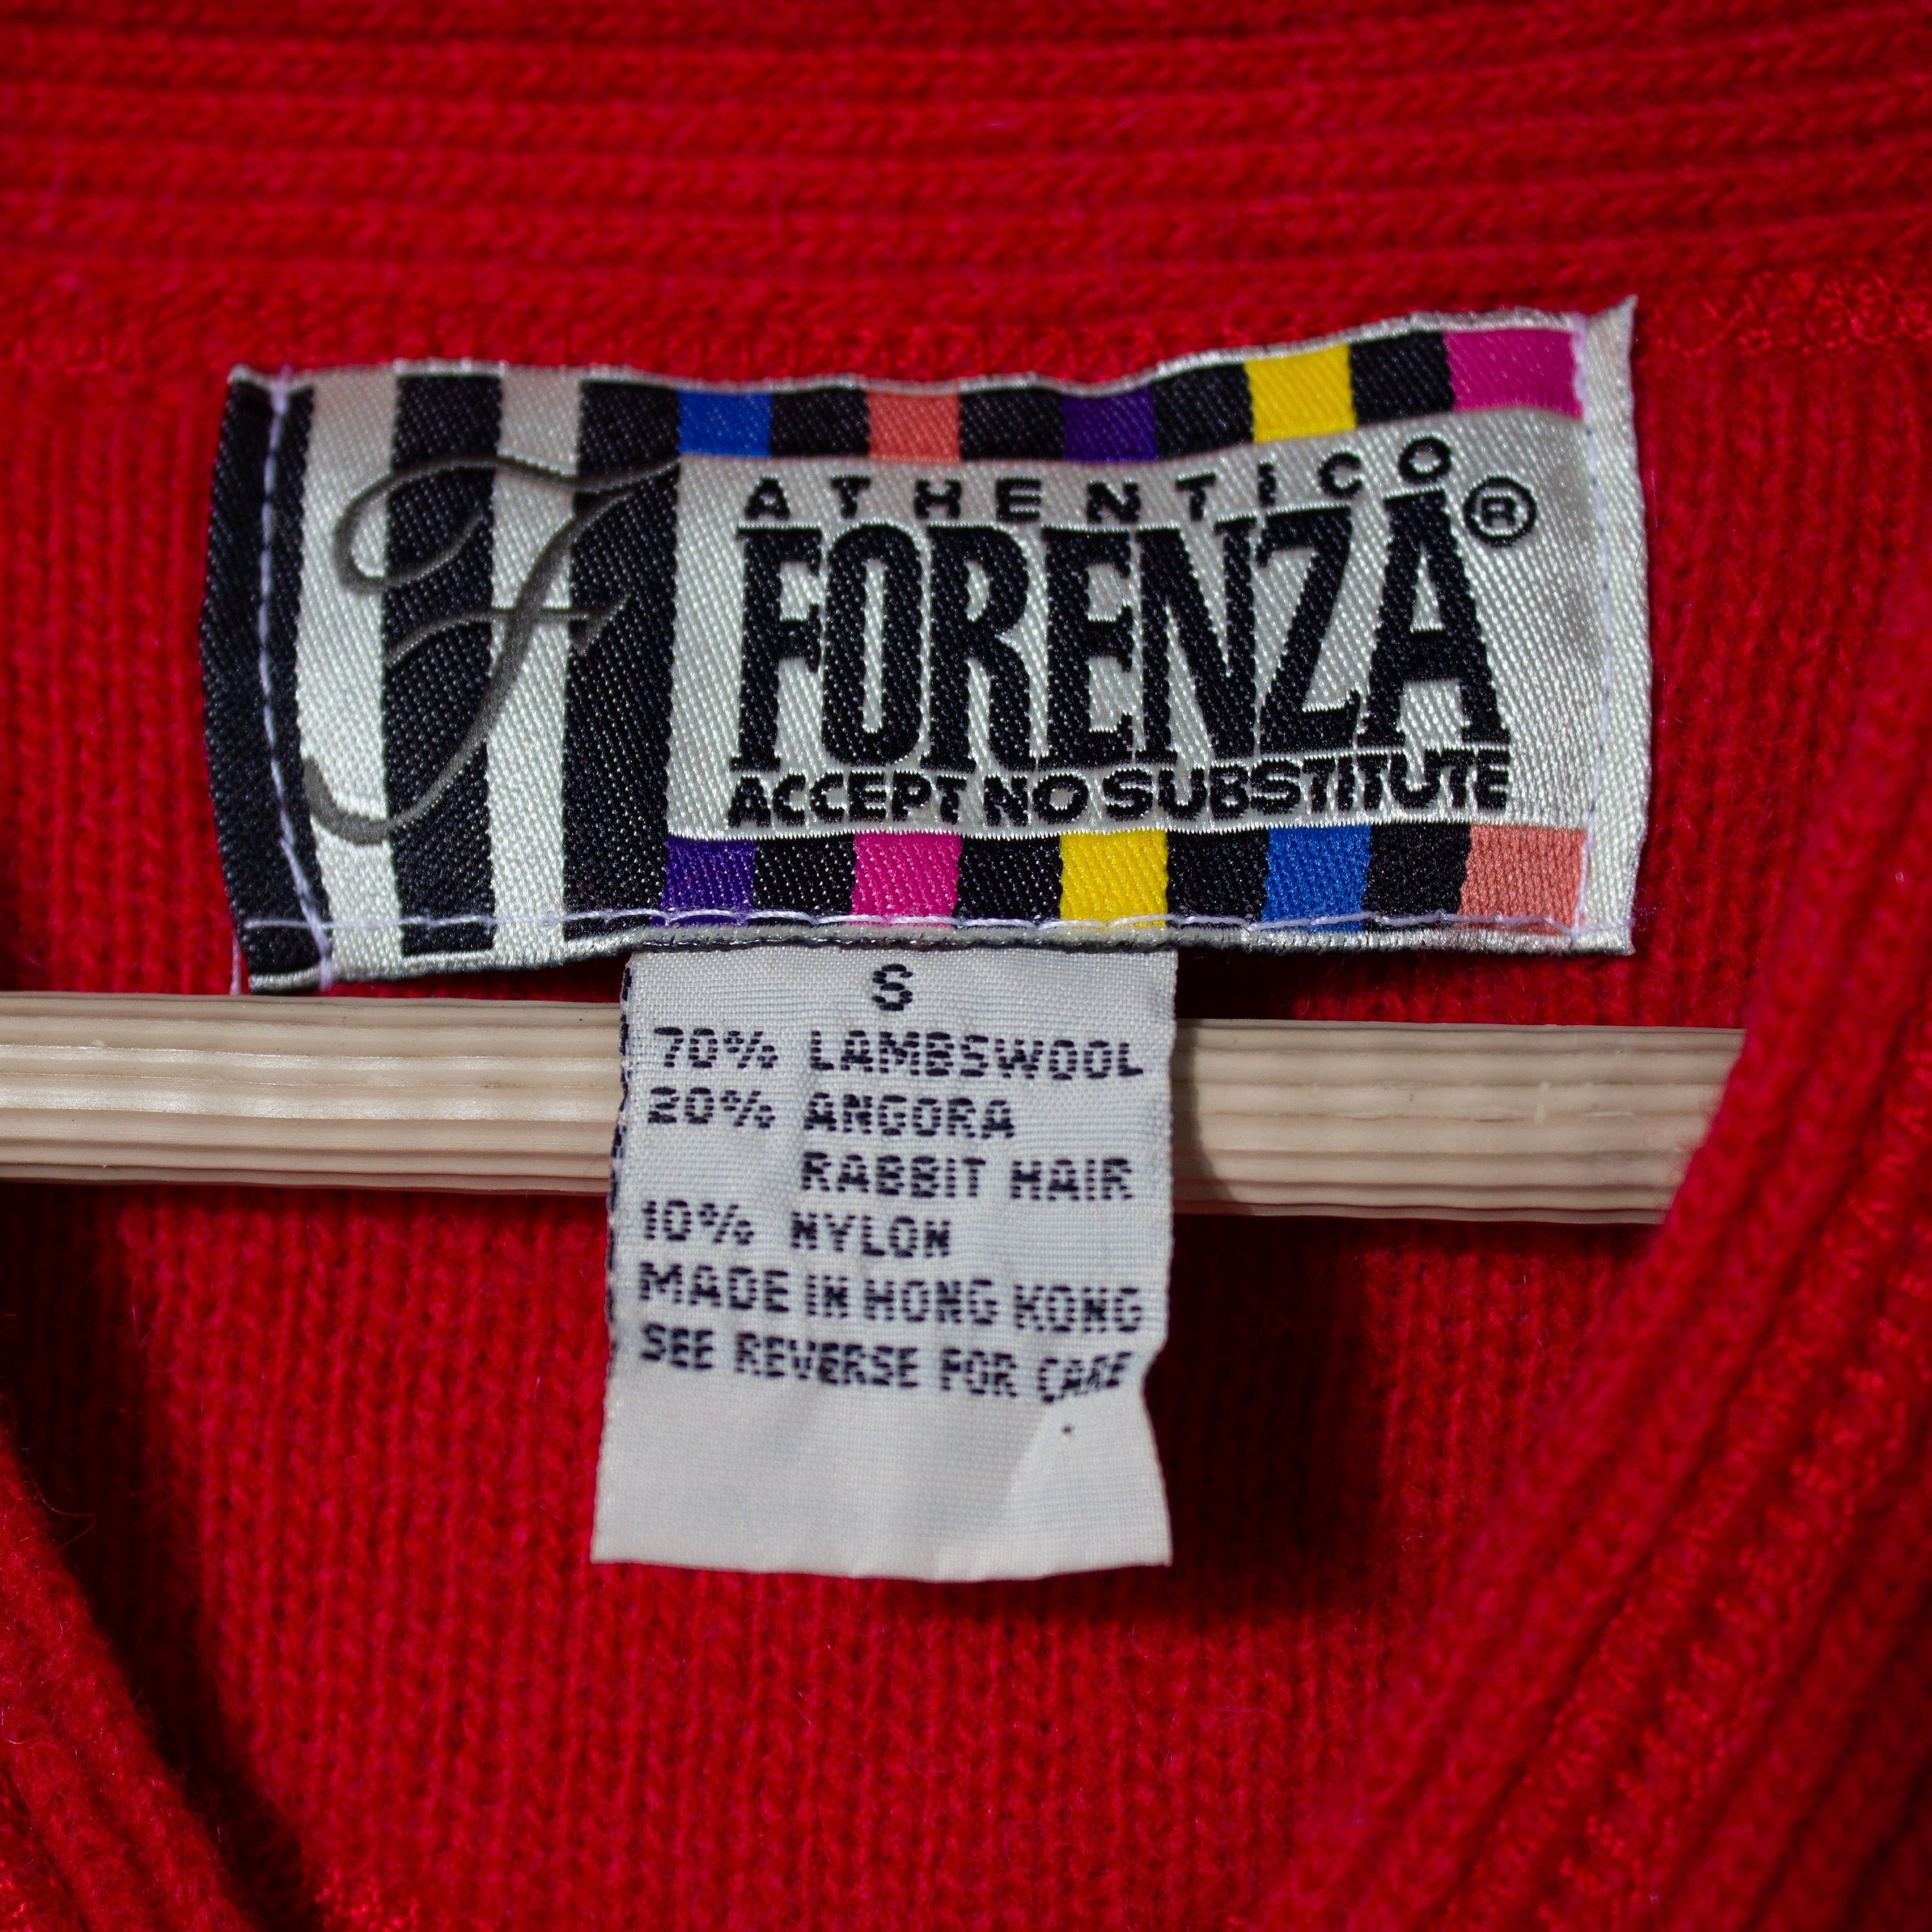 F
ATHENTICO
FORENZA®
ACCEPT NO SUBSTITUTE
S
70% LAMBSWOOL
20% ANGORA
RABBIT HAIR
10% NYLON
MADE IN HONG KONG
SEE REVERSE FOR CARE